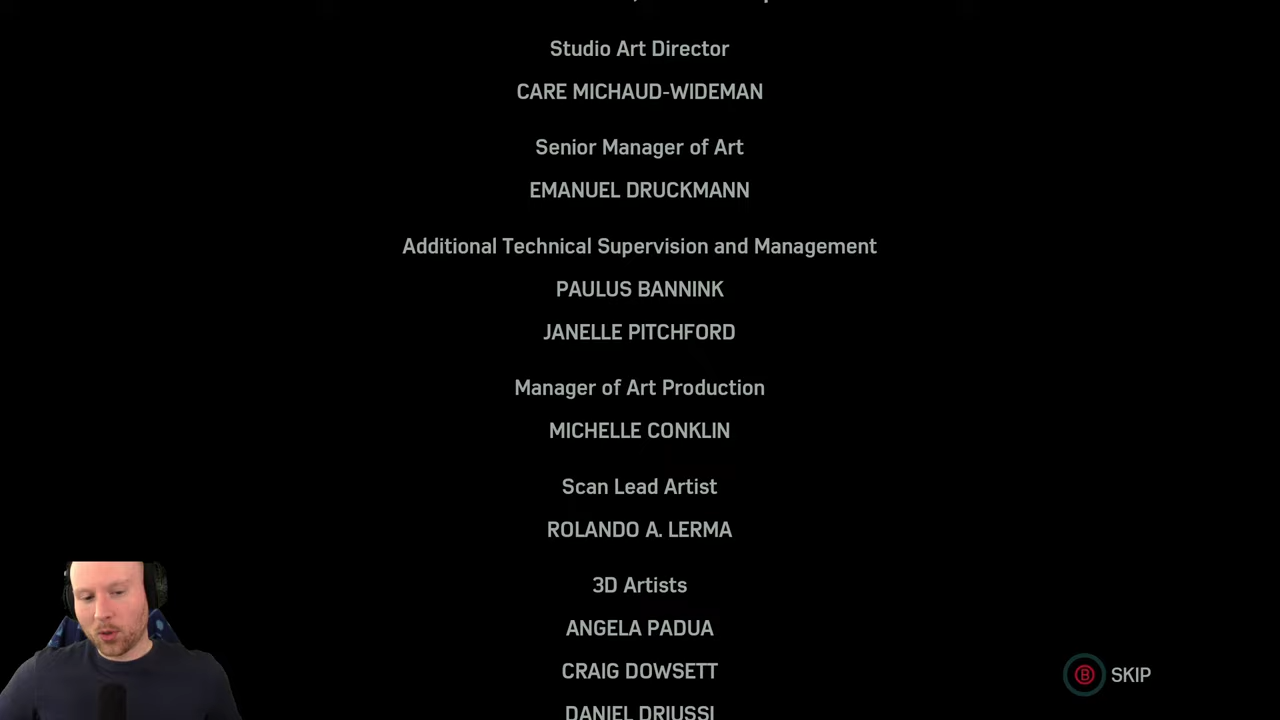 Studio Art Director
CARE MICHAUD-WIDEMAN
Senior Manager of Art
EMANUEL DRUCKMANN
Additional Technical Supervision and Management
PAULUS BANNINK
JANELLE PITCHFORD
Manager of Art Production
MICHELLE CONKLIN
Scan Lead Artist
ROLANDO A. LERMA
3D Artists
ANGELA PADUA
CRAIG DOWSETT
DANIEL DRIUSSI
B SKIP